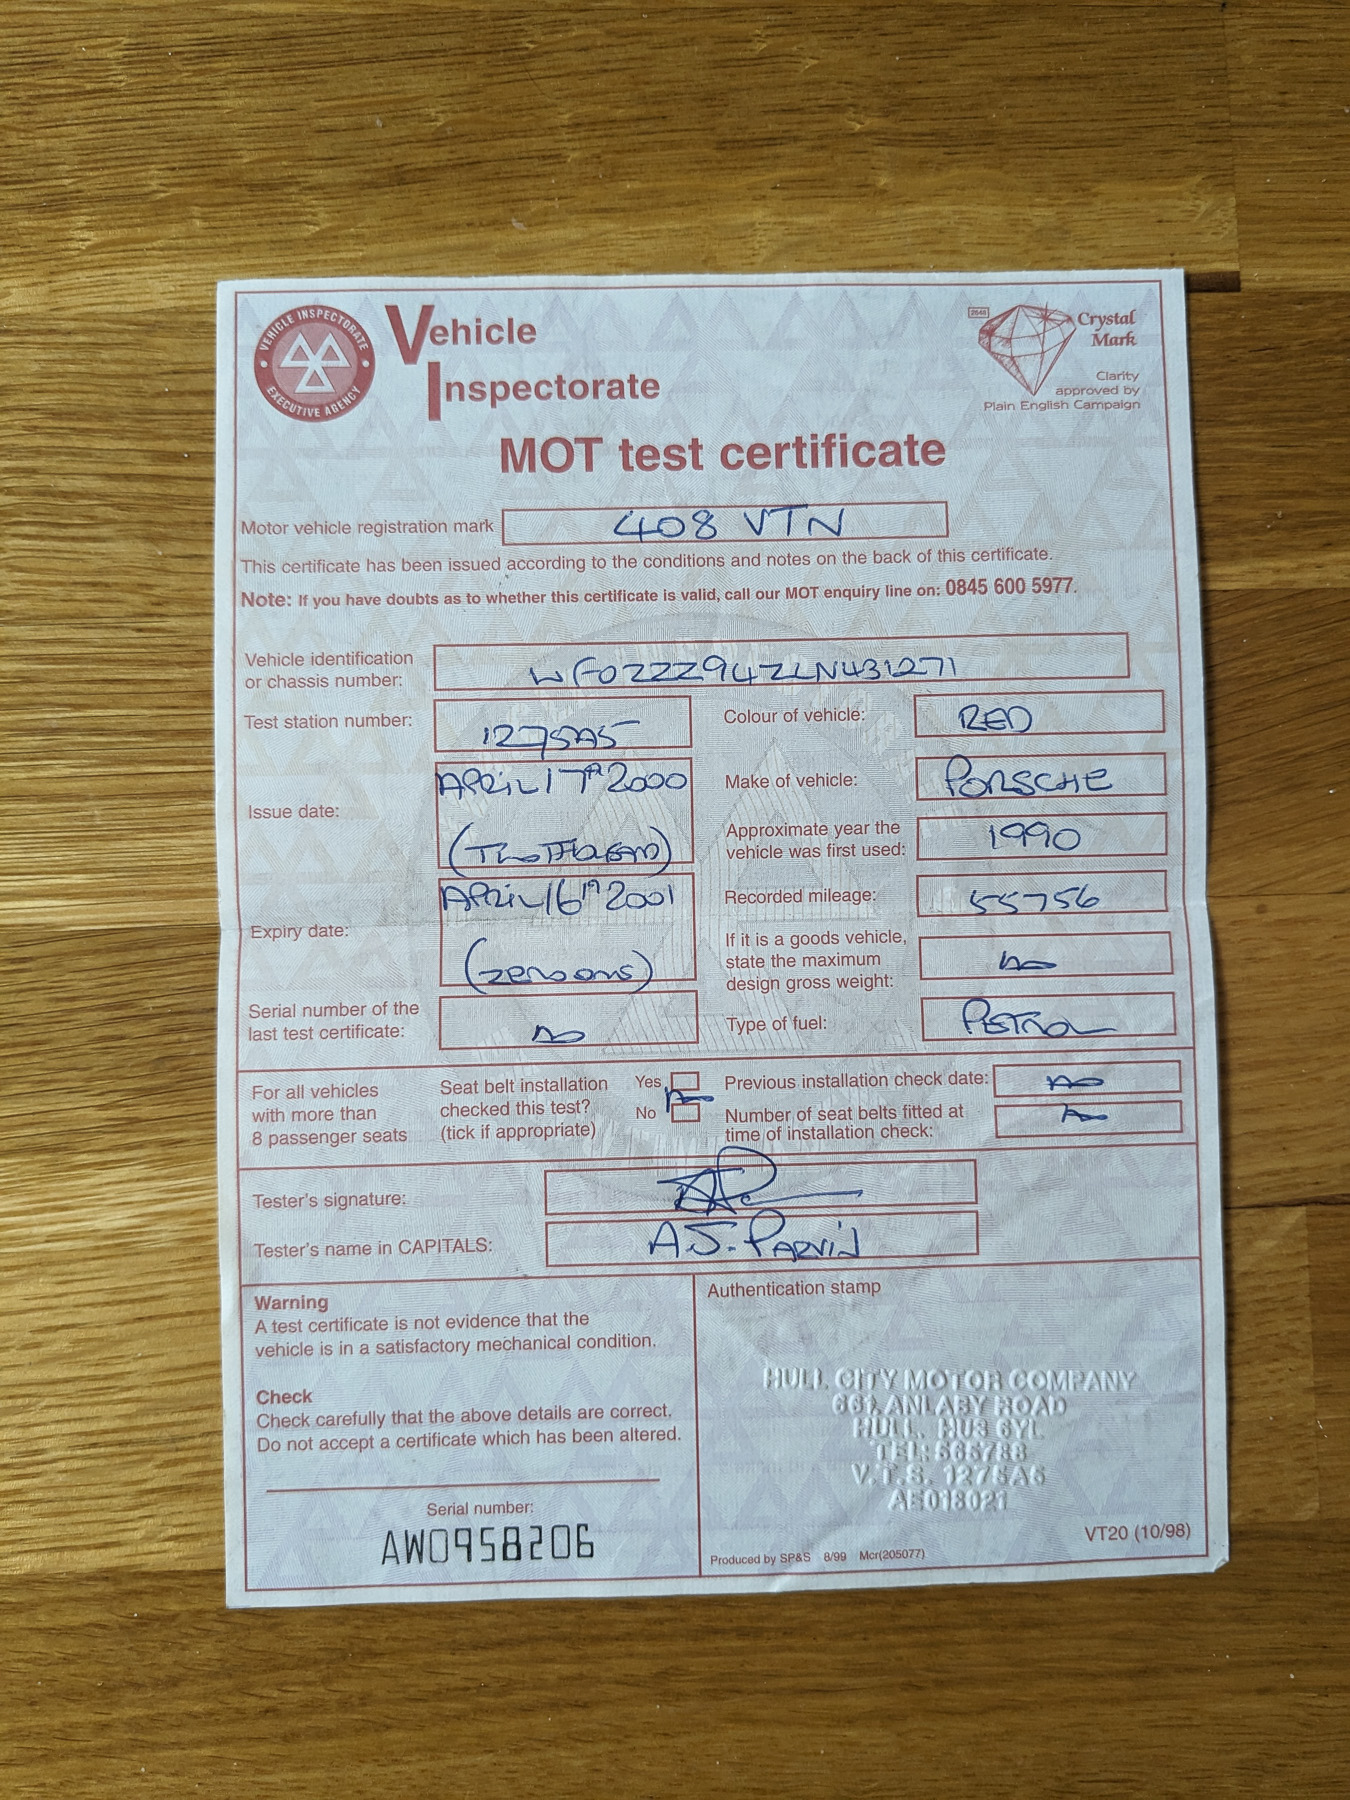 VEHICLE INSPECTORATE
EXECUTIVE AGENCY
Vehicle
Inspectorate
2648
Crystal
Mark
Clarity
approved by
Plain English Campaign
MOT test certificate
Motor vehicle registration mark 408 VTN
This certificate has been issued according to the conditions and notes on the back of this certificate.
Note: If you have doubts as to whether this certificate is valid, call our MOT enquiry line on: 0845 600 5977.
Vehicle identification
or chassis number: WF0ZZZ94ZLN431271
Test station number: 1275A5
Colour of vehicle: RED
Issue date: APRIL 17th 2000
(TwoThousand)
Make of vehicle: PORSCHE
Approximate year the
vehicle was first used: 1990
Expiry date: APRIL 16th 2001
(zero one)
Recorded mileage: 55756
If it is a goods vehicle,
state the maximum
design gross weight:
Serial number of the
last test certificate:
Type of fuel: PETROL
For all vehicles
with more than
8 passenger seats
Seat belt installation
checked this test?
(tick if appropriate)
Yes
No
Previous installation check date:
Number of seat belts fitted at
time of installation check:
Tester's signature:
Tester's name in CAPITALS: A.J. PARVIN
Warning
A test certificate is not evidence that the
vehicle is in a satisfactory mechanical condition.
Check
Check carefully that the above details are correct.
Do not accept a certificate which has been altered.
Serial number:
AW0958206
Authentication stamp
HULL CITY MOTOR COMPANY
661, ANLABY ROAD
HULL. HU3 6YL
TEL: 565788
V.T.S. 1275A5
AE018021
VT20 (10/98)
Produced by SP&S 8/99 Mcr(205077)